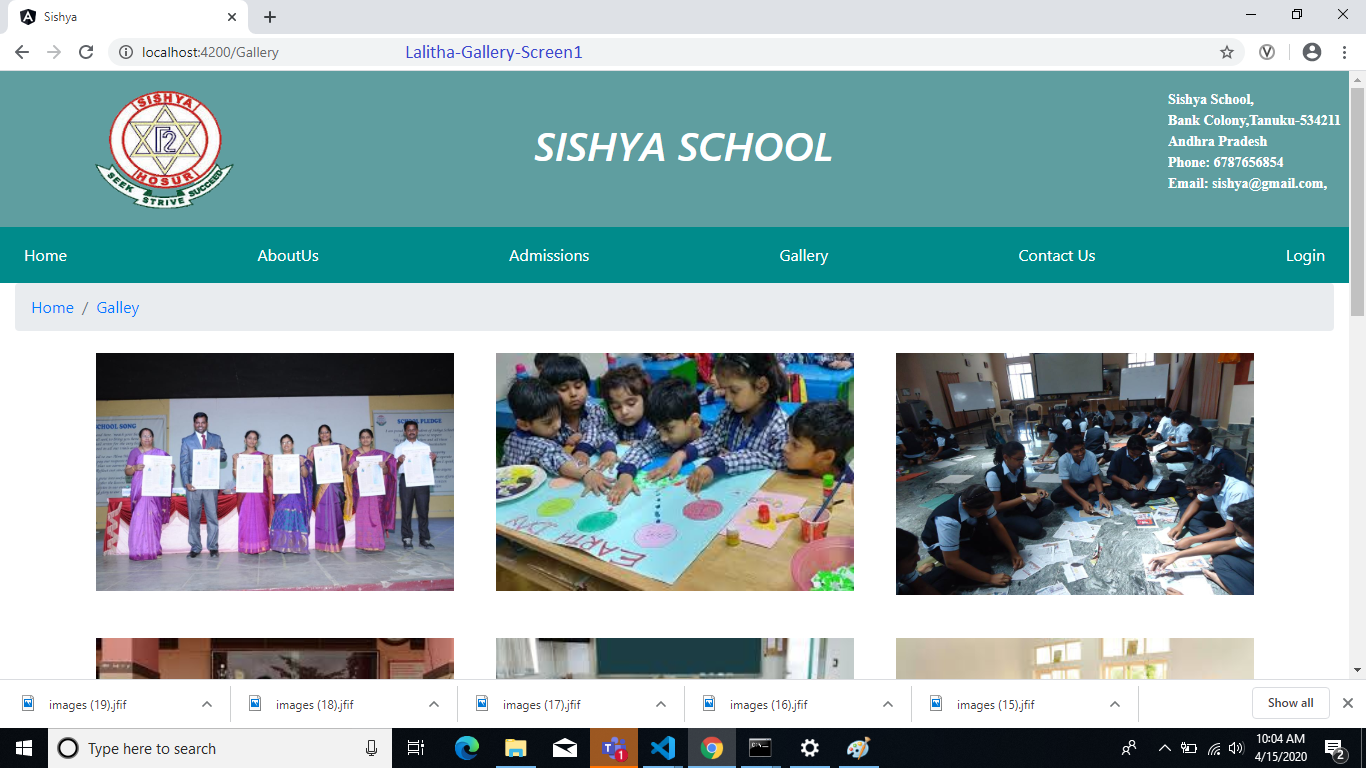 Sishya
localhost:4200/Gallery
Lalitha-Gallery-Screen1
SISHYA
HOSUR
SEEK STRIVE SUCCEED
SISHYA SCHOOL
Sishya School,
Bank Colony,Tanuku-534211
Andhra Pradesh
Phone: 6787656854
Email: sishya@gmail.com,
Home AboutUs Admissions Gallery Contact Us Login
Home / Galley
SCHOOL SONG
SCHOOL PLEDGE
EARTH DAY
images (19).jfif images (18).jfif images (17).jfif images (16).jfif images (15).jfif Show all
Type here to search
1
10:04 AM
4/15/2020
2